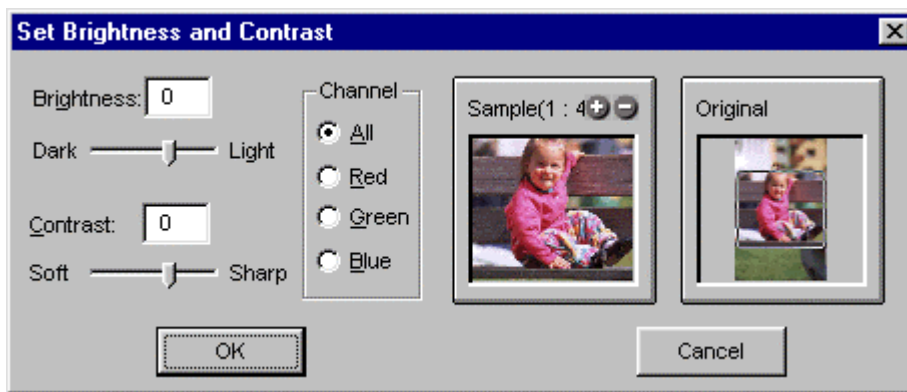 Set Brightness and Contrast
Brightness: 0
Dark Light
Contrast: 0
Soft Sharp
Channel
All
Red
Green
Blue
Sample(1 : 4
Original
OK
Cancel